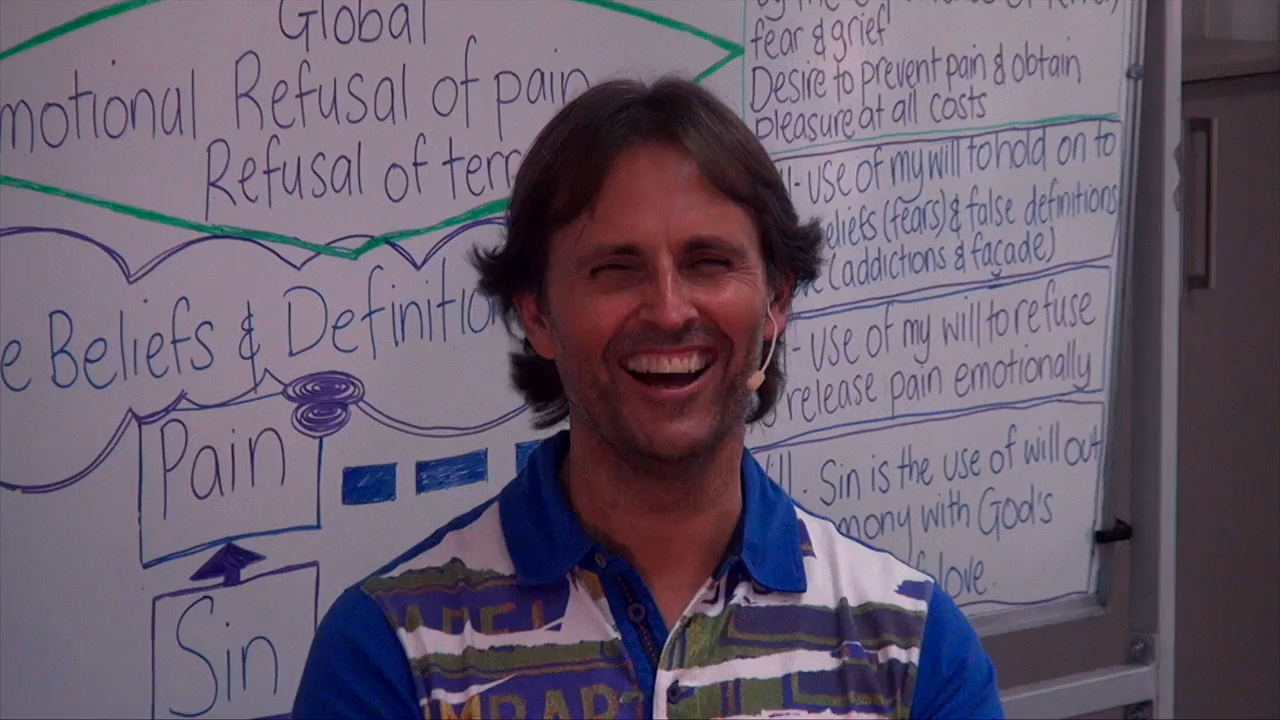 Global
motional Refusal of pain
Refusal of terr
e Beliefs & Definitio
Pain
Sin
fear & grief
Desire to prevent pain & obtain
pleasure at all costs
- use of my will to hold on to
eliefs (fears) & false definitions
(addictions & façade)
- use of my will to refuse
release pain emotionally
ill. Sin is the use of will out
mony with God's
love.